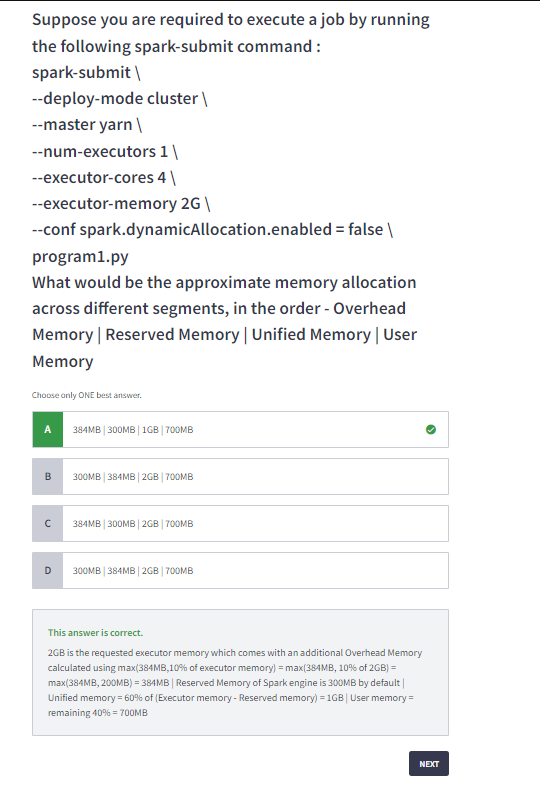 Suppose you are required to execute a job by running
the following spark-submit command :
spark-submit \
--deploy-mode cluster \
--master yarn \
--num-executors 1 \
--executor-cores 4 \
--executor-memory 2G \
--conf spark.dynamicAllocation.enabled = false \
program1.py
What would be the approximate memory allocation
across different segments, in the order - Overhead
Memory | Reserved Memory | Unified Memory | User
Memory
Choose only ONE best answer.
A 384MB | 300MB | 1GB | 700MB
B 300MB | 384MB | 2GB | 700MB
C 384MB | 300MB | 2GB | 700MB
D 300MB | 384MB | 2GB | 700MB
This answer is correct.
2GB is the requested executor memory which comes with an additional Overhead Memory
calculated using max(384MB,10% of executor memory) = max(384MB, 10% of 2GB) =
max(384MB, 200MB) = 384MB | Reserved Memory of Spark engine is 300MB by default |
Unified memory = 60% of (Executor memory - Reserved memory) = 1GB | User memory =
remaining 40% = 700MB
NEXT